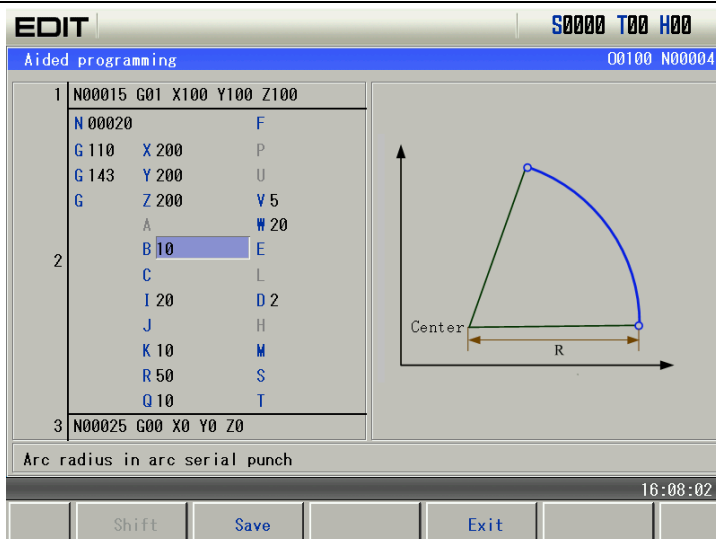 EDIT S0000 T00 H00
Aided programming O0100 N00004
1 N00015 G01 X100 Y100 Z100
N 00020 F
G 110 X 200 P
G 143 Y 200 U
G Z 200 V 5
A W 20
2 B 10 E
C L
I 20 D 2
J H
K 10 M
R 50 S
Q 10 T
3 N00025 G00 X0 Y0 Z0
Center
R
Arc radius in arc serial punch
16:08:02
Shift Save Exit